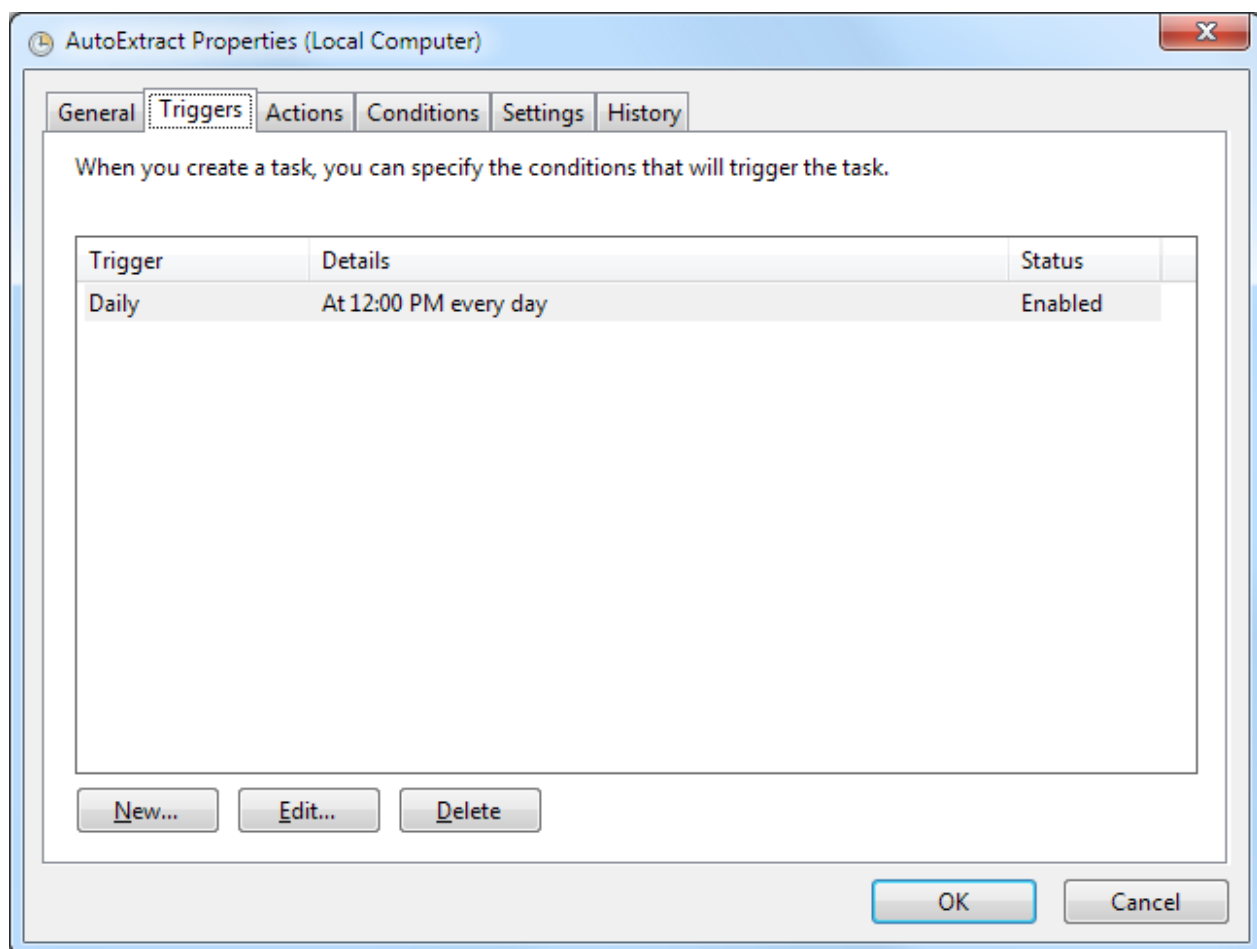 AutoExtract Properties (Local Computer)
x
General Triggers Actions Conditions Settings History
When you create a task, you can specify the conditions that will trigger the task.
Trigger Details Status
Daily At 12:00 PM every day Enabled
New... Edit... Delete
OK Cancel